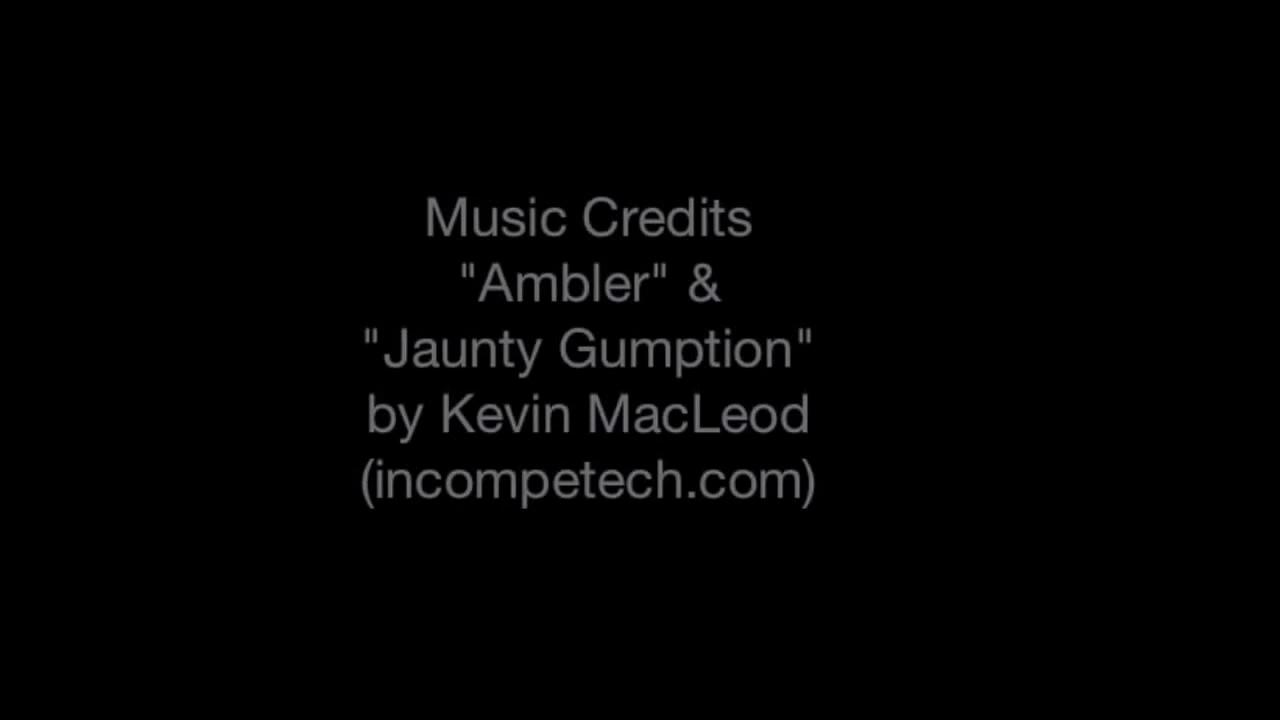 Music Credits
"Ambler" &
"Jaunty Gumption"
by Kevin MacLeod
(incompetech.com)